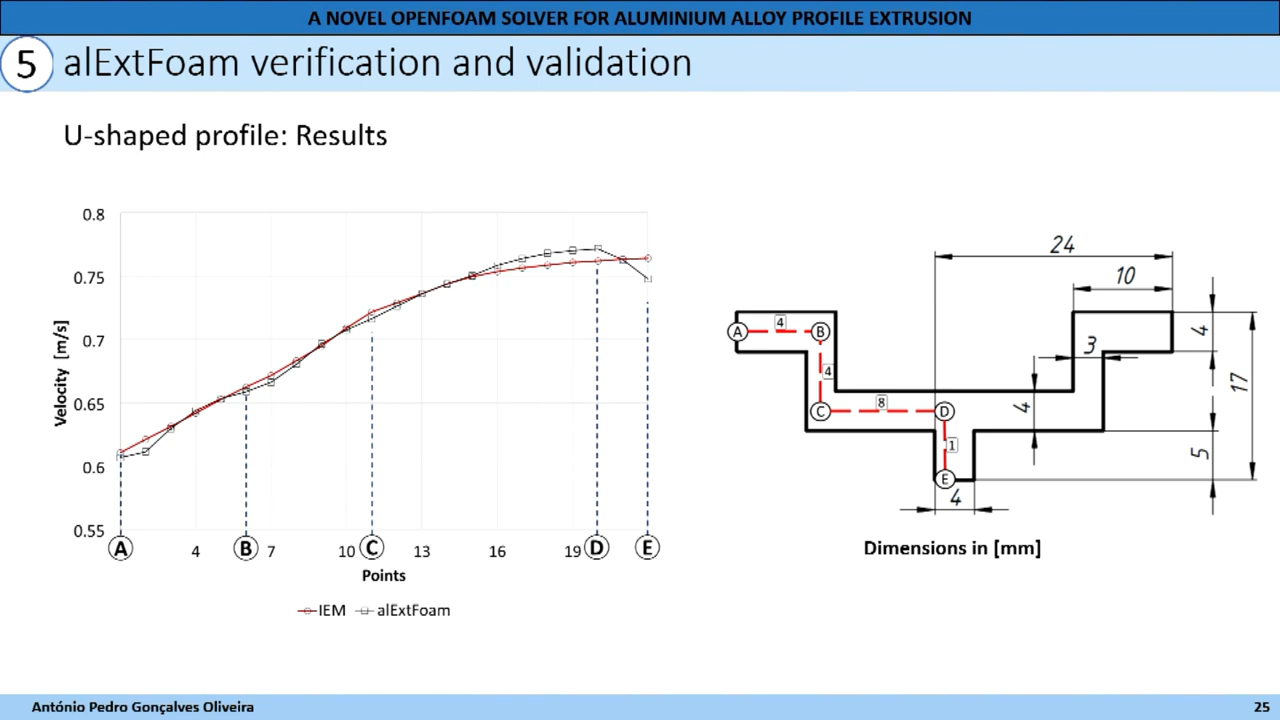 A NOVEL OPENFOAM SOLVER FOR ALUMINIUM ALLOY PROFILE EXTRUSION
5 alExtFoam verification and validation
U-shaped profile: Results
0.8
0.75
0.7
0.65
0.6
0.55
Velocity [m/s]
A 4 B 7 10 C 13 16 19 D E
Points
IEM alExtFoam
24
10
A 4 B
3
4
4
17
C 8 D
4
1
5
E
4
Dimensions in [mm]
António Pedro Gonçalves Oliveira
25